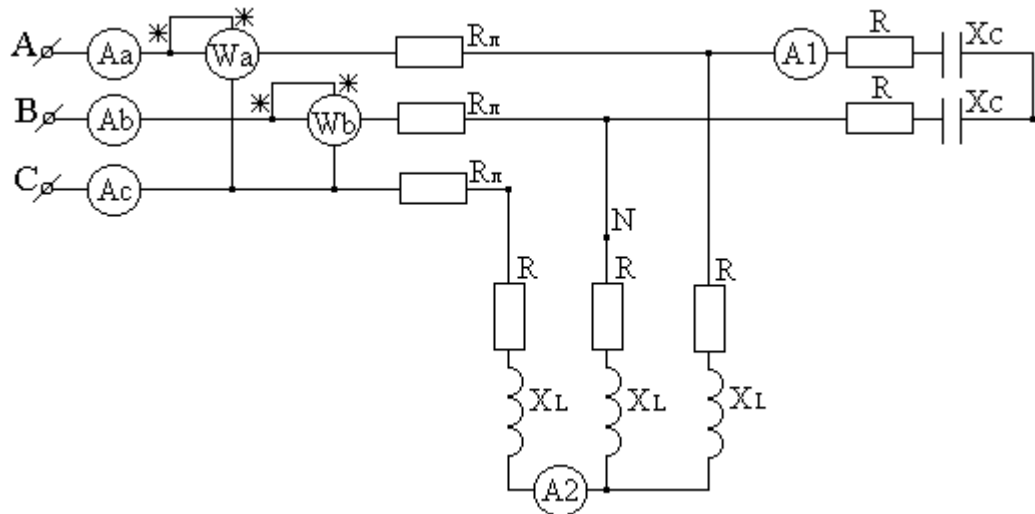 A Aa * * Wa Rл A1 R Xc
B Ab * * Wb Rл R Xc
C Ac Rл
N
R R R
XL XL XL
A2